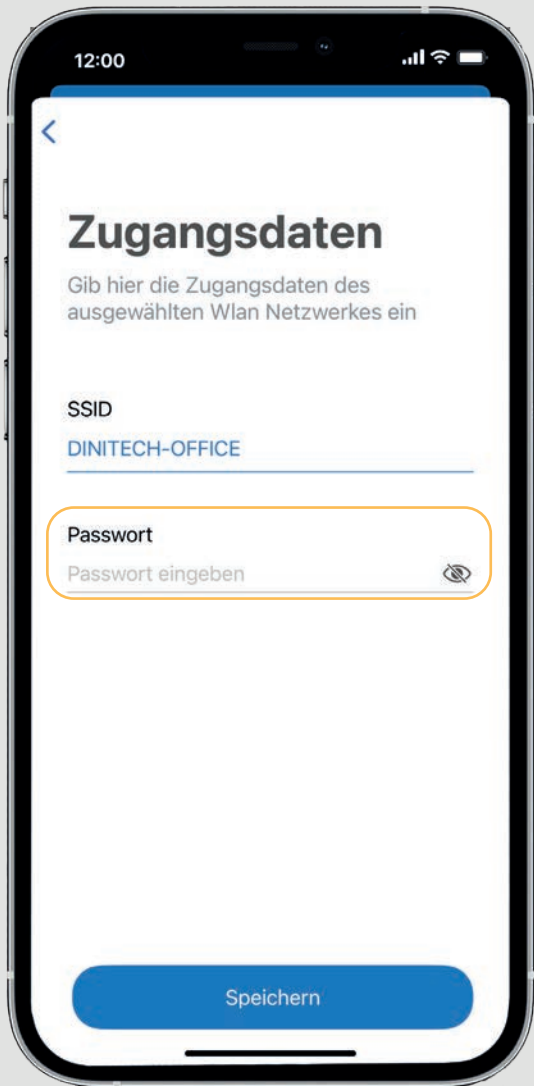 12:00
Zugangsdaten
Gib hier die Zugangsdaten des
ausgewählten Wlan Netzwerkes ein
SSID
DINITECH-OFFICE
Passwort
Passwort eingeben
Speichern